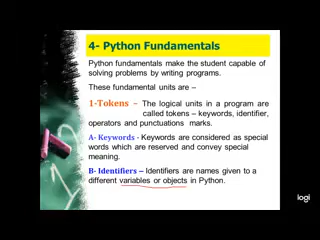 4- Python Fundamentals
Python fundamentals make the student capable of
solving problems by writing programs.
These fundamental units are –
1-Tokens – The logical units in a program are
called tokens – keywords, identifier,
operators and punctuations marks.
A- Keywords - Keywords are considered as special
words which are reserved and convey special
meaning.
B- Identifiers – Identifiers are names given to a
different variables or objects in Python.
logi